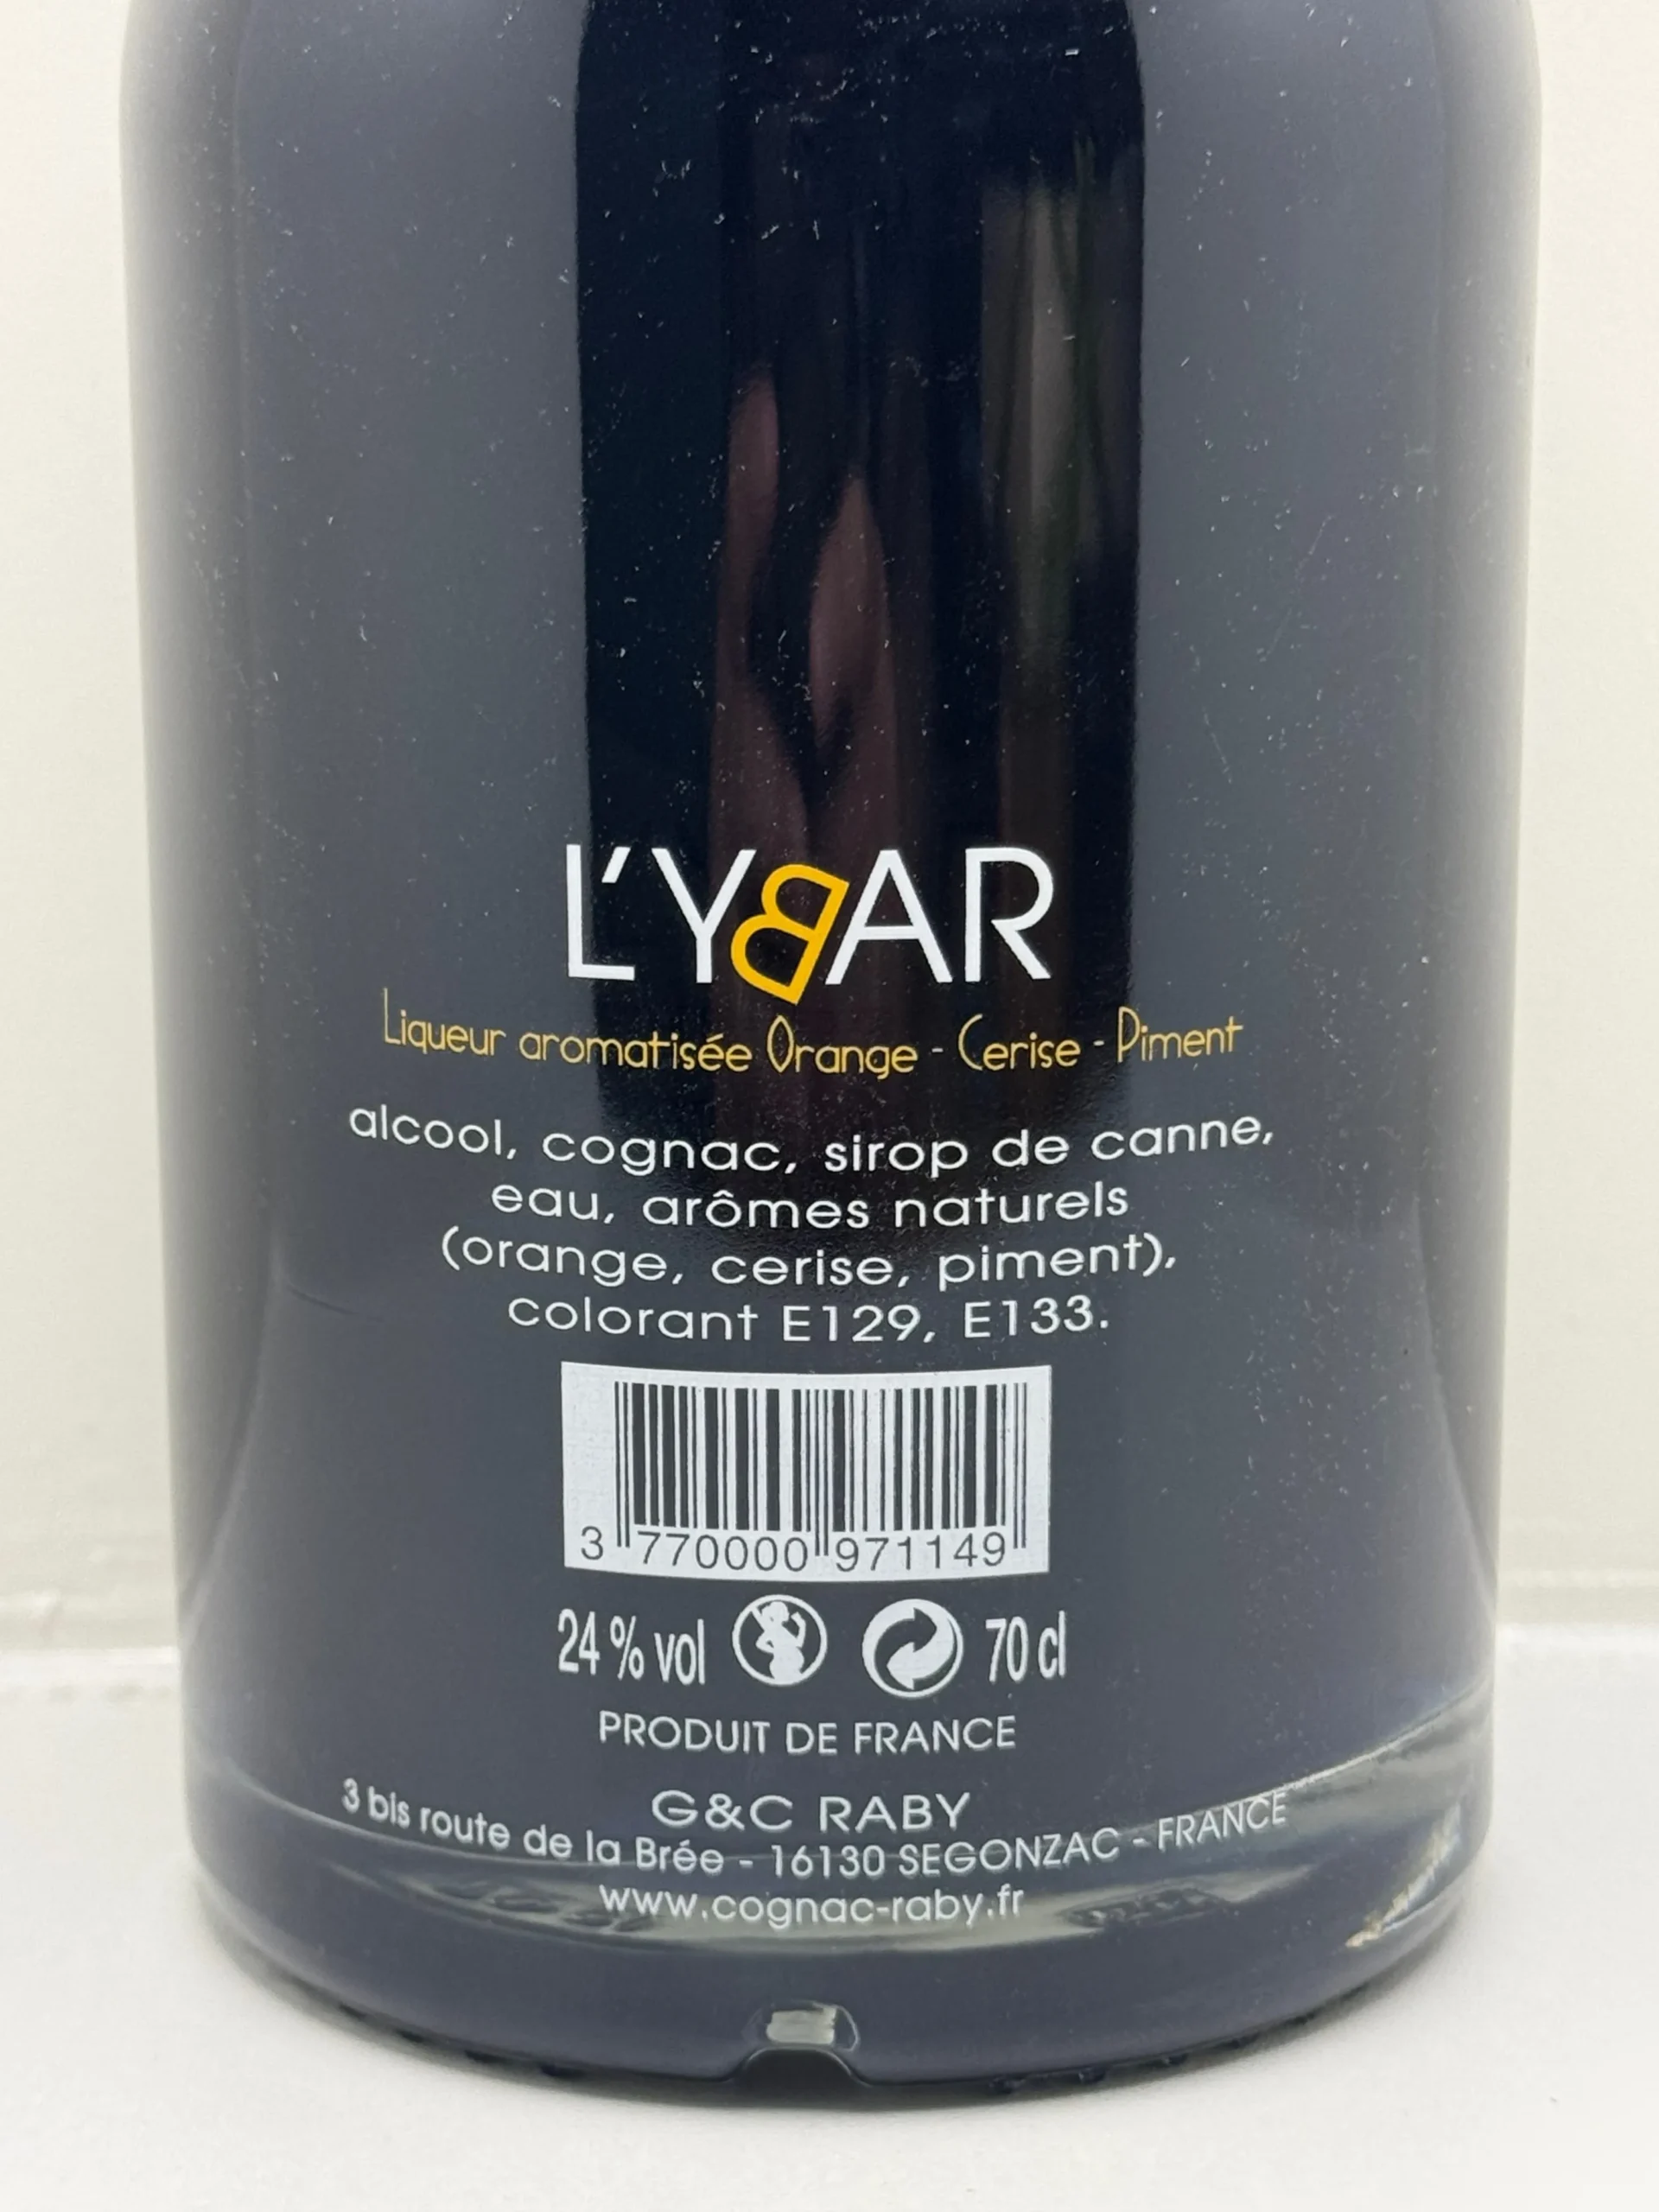 L'YBAR
Liqueur aromatisée Orange - Cerise - Piment
alcool, cognac, sirop de canne,
eau, arômes naturels
(orange, cerise, piment),
colorant E129, E133.
3 770000 971149
24 % vol 70 cl
PRODUIT DE FRANCE
G&C RABY
3 bis route de la Brée - 16130 SEGONZAC - FRANCE
www.cognac-raby.fr